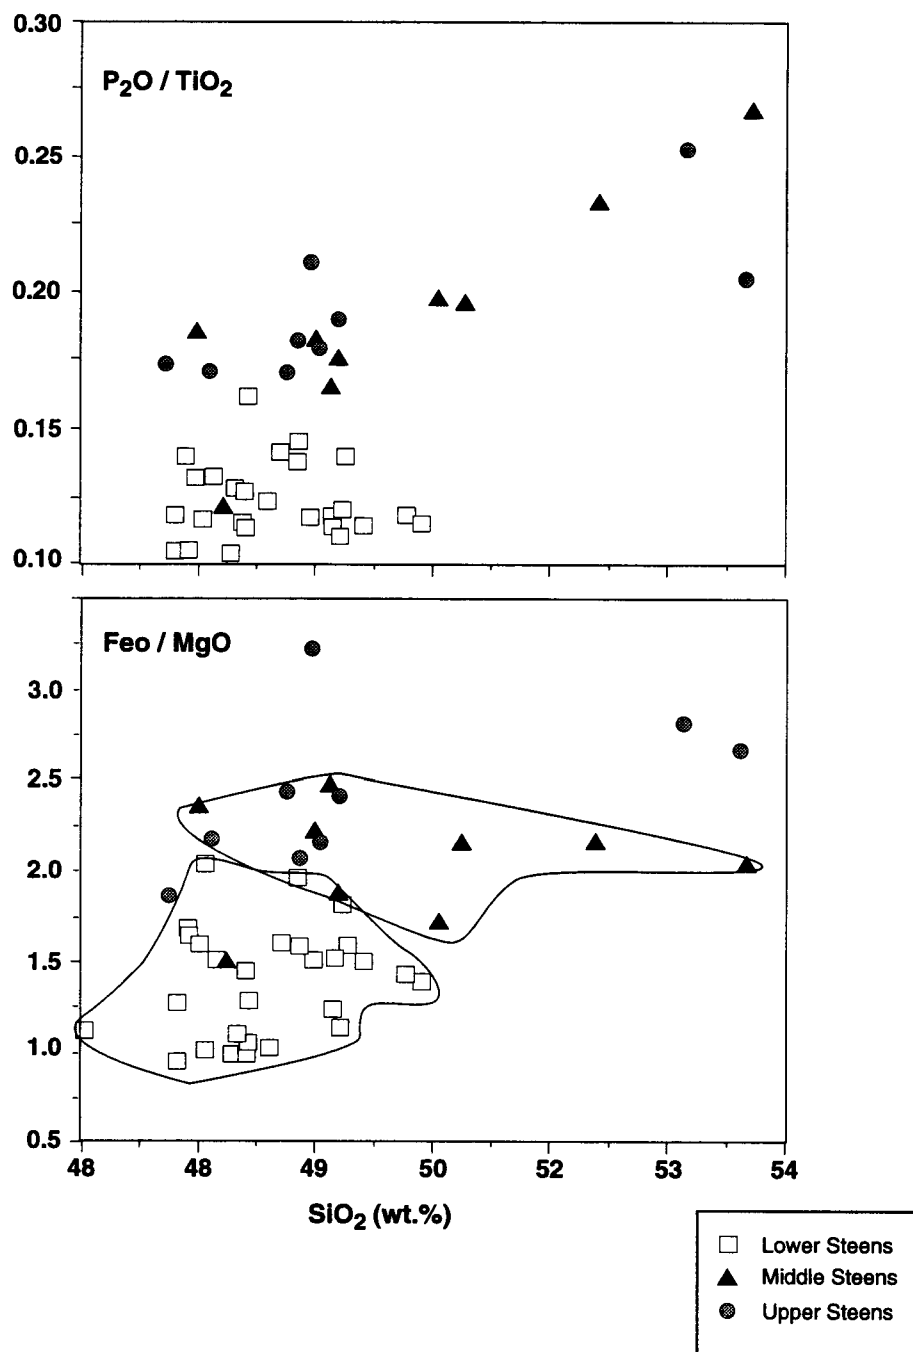 0.30
P₂O / TiO₂
0.25
0.20
0.15
0.10
Feo / MgO
3.0
2.5
2.0
1.5
1.0
0.5
48 48 49 50 52 53 54
SiO₂ (wt.%)
Lower Steens
Middle Steens
Upper Steens